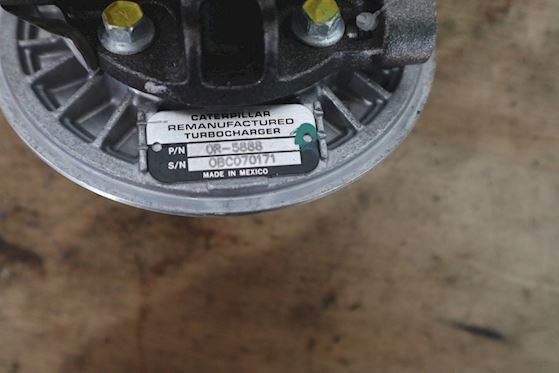 CATERPILLAR
REMANUFACTURED
TURBOCHARGER
P/N 0R-5888
S/N 0BC070171
MADE IN MEXICO